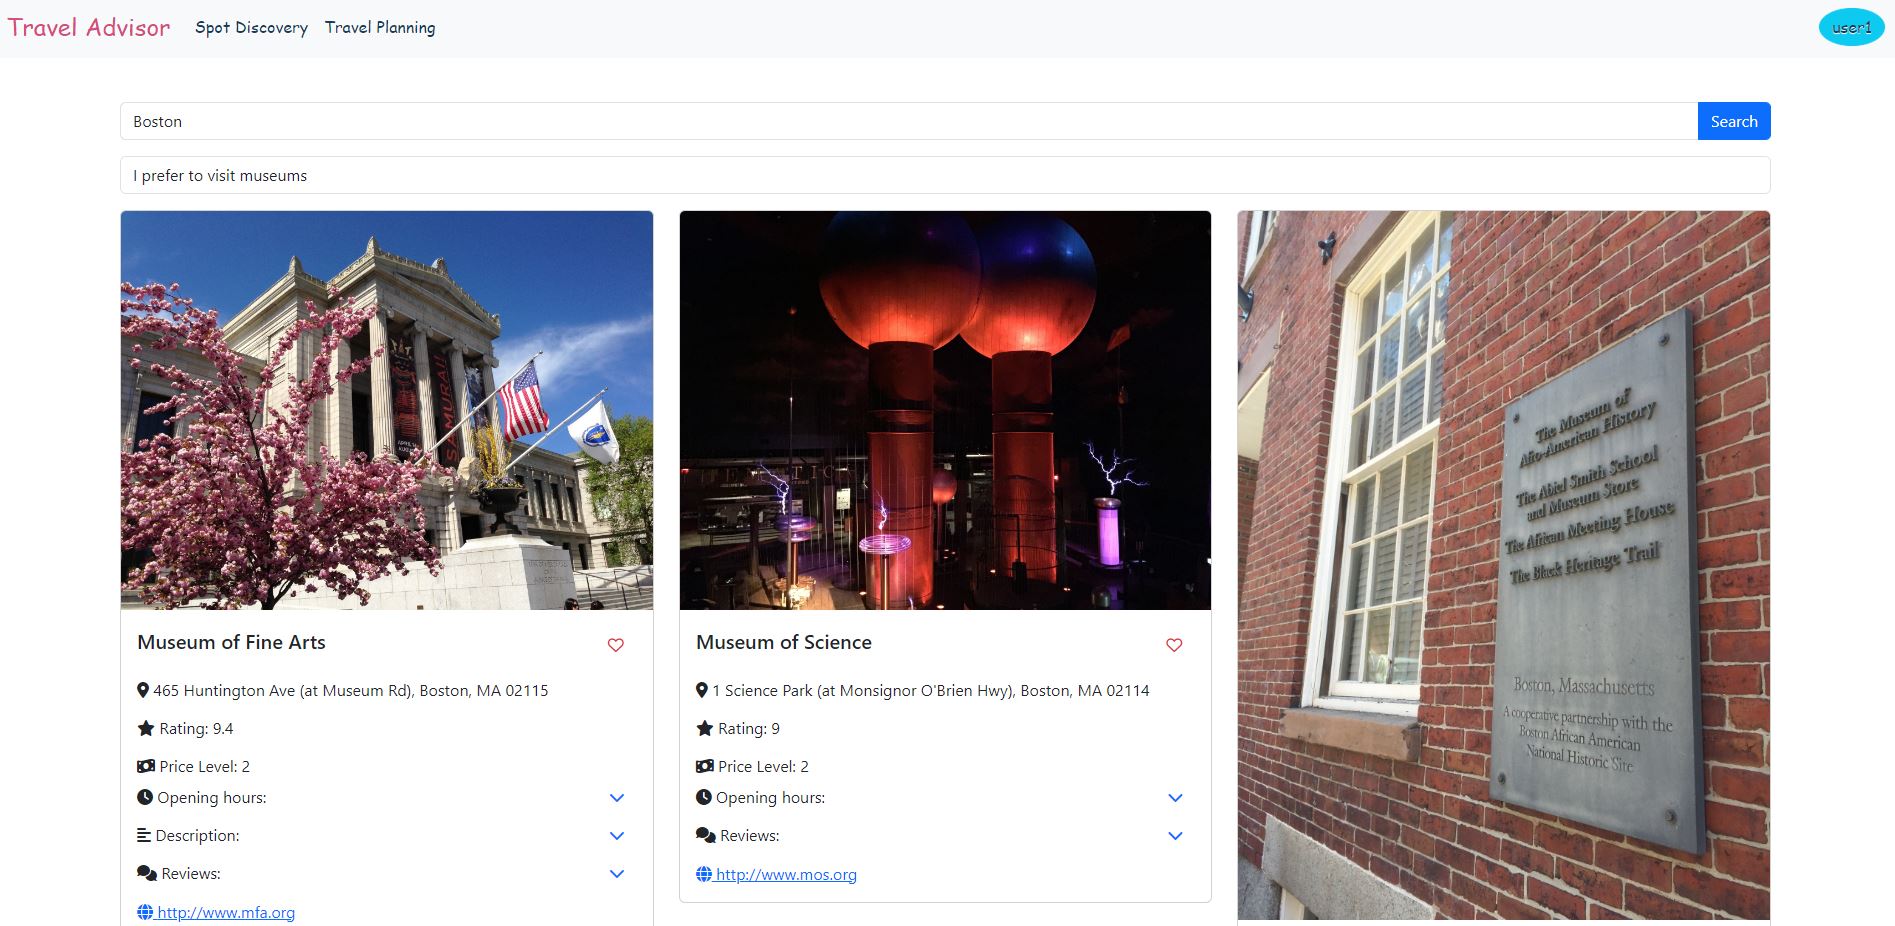 Travel Advisor Spot Discovery Travel Planning user1
Boston Search
I prefer to visit museums
SAMURAI!
Museum of Fine Arts
465 Huntington Ave (at Museum Rd), Boston, MA 02115
Rating: 9.4
Price Level: 2
Opening hours:
Description:
Reviews:
http://www.mfa.org
Museum of Science
1 Science Park (at Monsignor O'Brien Hwy), Boston, MA 02114
Rating: 9
Price Level: 2
Opening hours:
Reviews:
http://www.mos.org
The Museum of
Afro-American History
The Abiel Smith School
and Museum Store
The African Meeting House
The Black Heritage Trail
Boston, Massachusetts
A cooperative partnership with the
Boston African American
National Historic Site